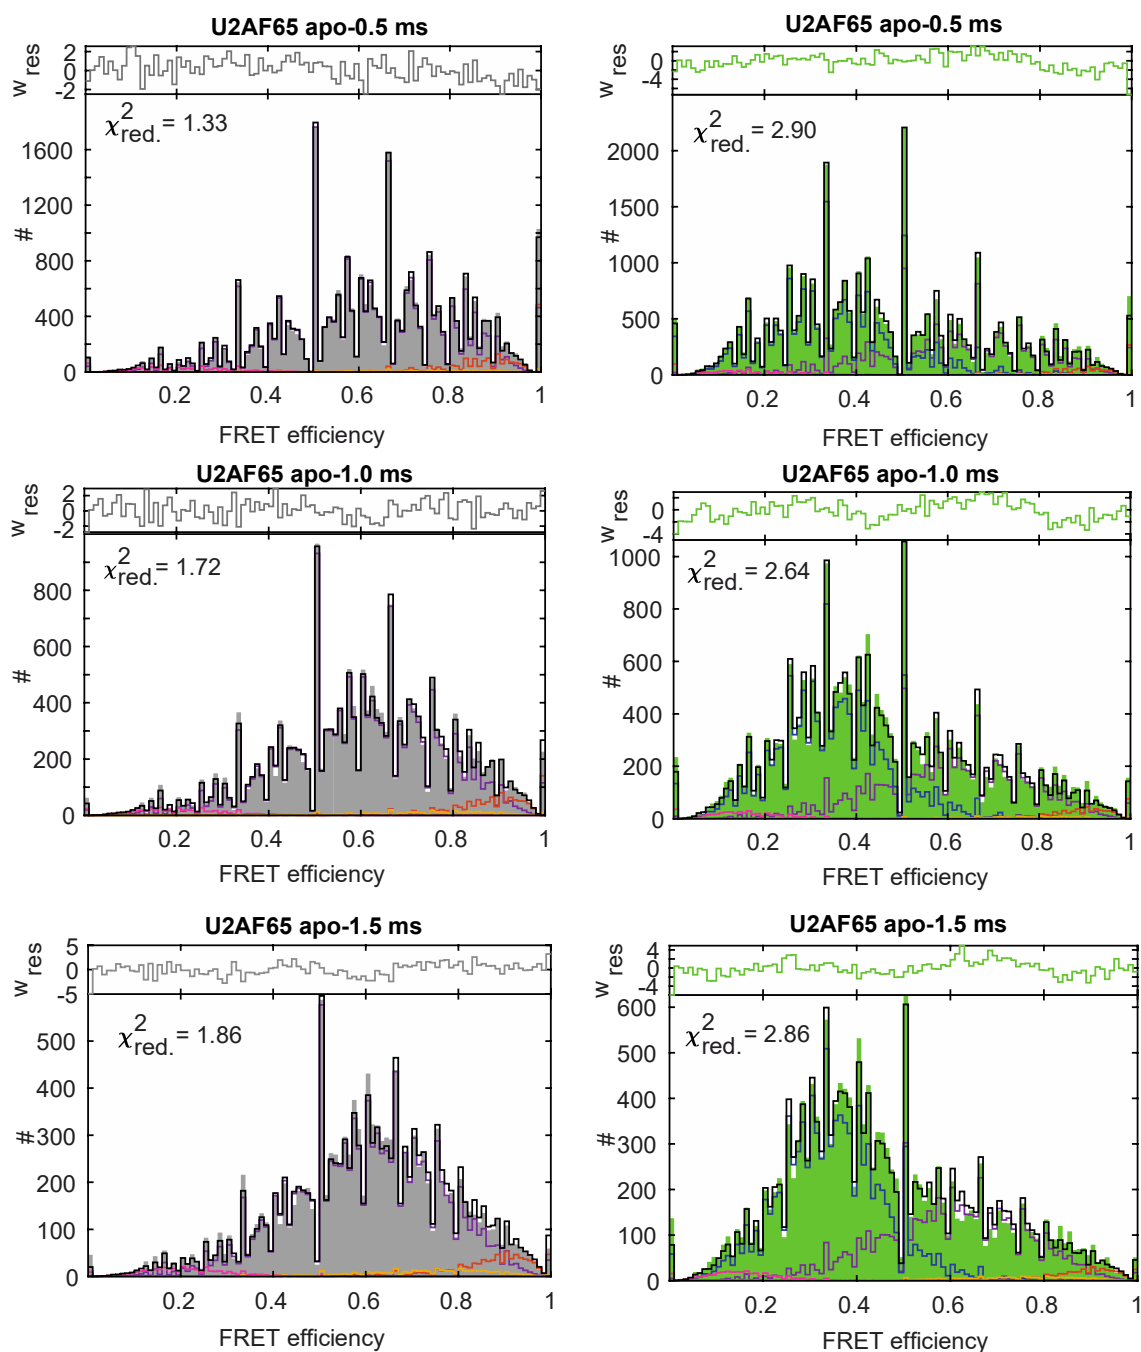 U2AF65 apo-0.5 ms
w res
2
0
-2
χ²red. = 1.33
#
1600
1200
800
400
0
0.2 0.4 0.6 0.8 1
FRET efficiency
U2AF65 apo-0.5 ms
w res
0
-4
χ²red. = 2.90
#
2000
1500
1000
500
0
0.2 0.4 0.6 0.8 1
FRET efficiency
U2AF65 apo-1.0 ms
w res
2
0
-2
χ²red. = 1.72
#
800
600
400
200
0
0.2 0.4 0.6 0.8 1
FRET efficiency
U2AF65 apo-1.0 ms
w res
0
-4
χ²red. = 2.64
#
1000
800
600
400
200
0
0.2 0.4 0.6 0.8 1
FRET efficiency
U2AF65 apo-1.5 ms
w res
5
0
-5
χ²red. = 1.86
#
500
400
300
200
100
0
0.2 0.4 0.6 0.8 1
FRET efficiency
U2AF65 apo-1.5 ms
w res
4
0
-4
χ²red. = 2.86
#
600
500
400
300
200
100
0
0.2 0.4 0.6 0.8 1
FRET efficiency